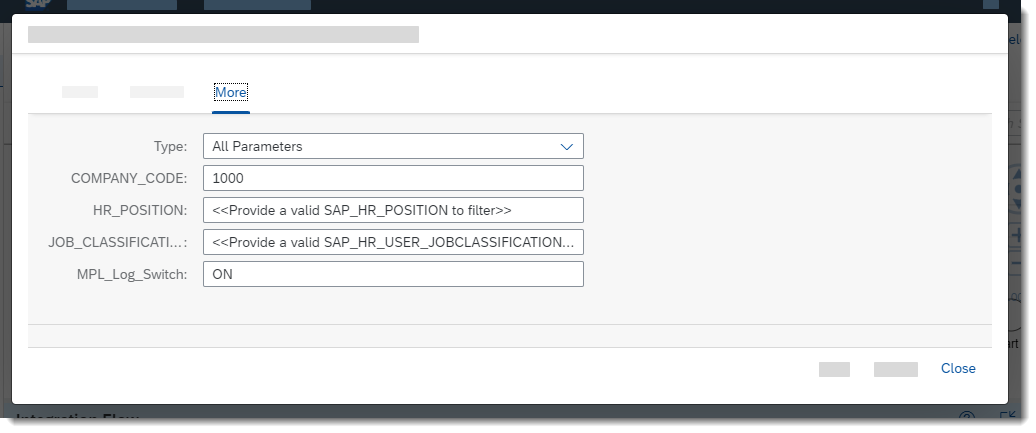 SAP
More
Type: All Parameters
COMPANY_CODE: 1000
HR_POSITION: <<Provide a valid SAP_HR_POSITION to filter>>
JOB_CLASSIFICATI...: <<Provide a valid SAP_HR_USER_JOBCLASSIFICATION...
MPL_Log_Switch: ON
Close
Integration Flow